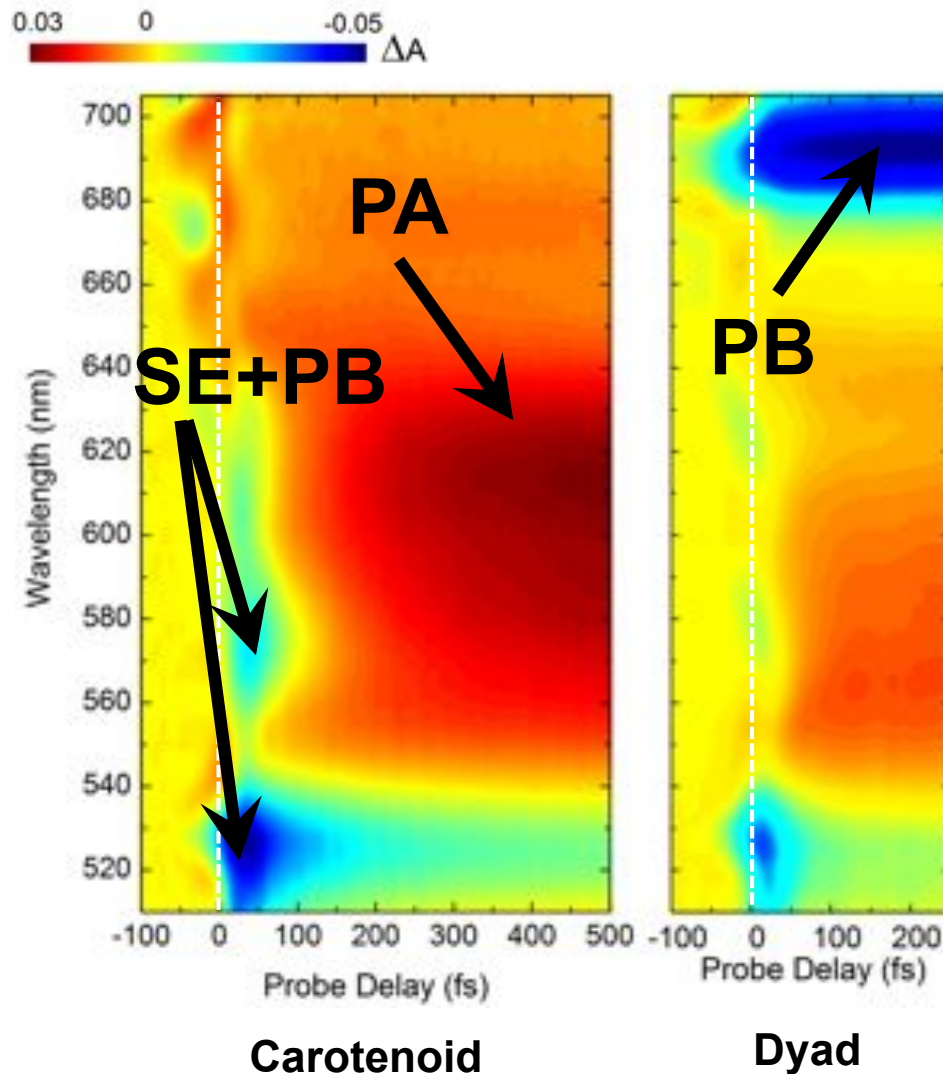 0.03 0 -0.05
ΔA
700
680
660
640
620
600
580
560
540
520
Wavelength (nm)
PA
SE+PB
PB
-100 0 100 200 300 400 500
Probe Delay (fs)
-100 0 100 200
Probe Delay (fs)
Carotenoid
Dyad